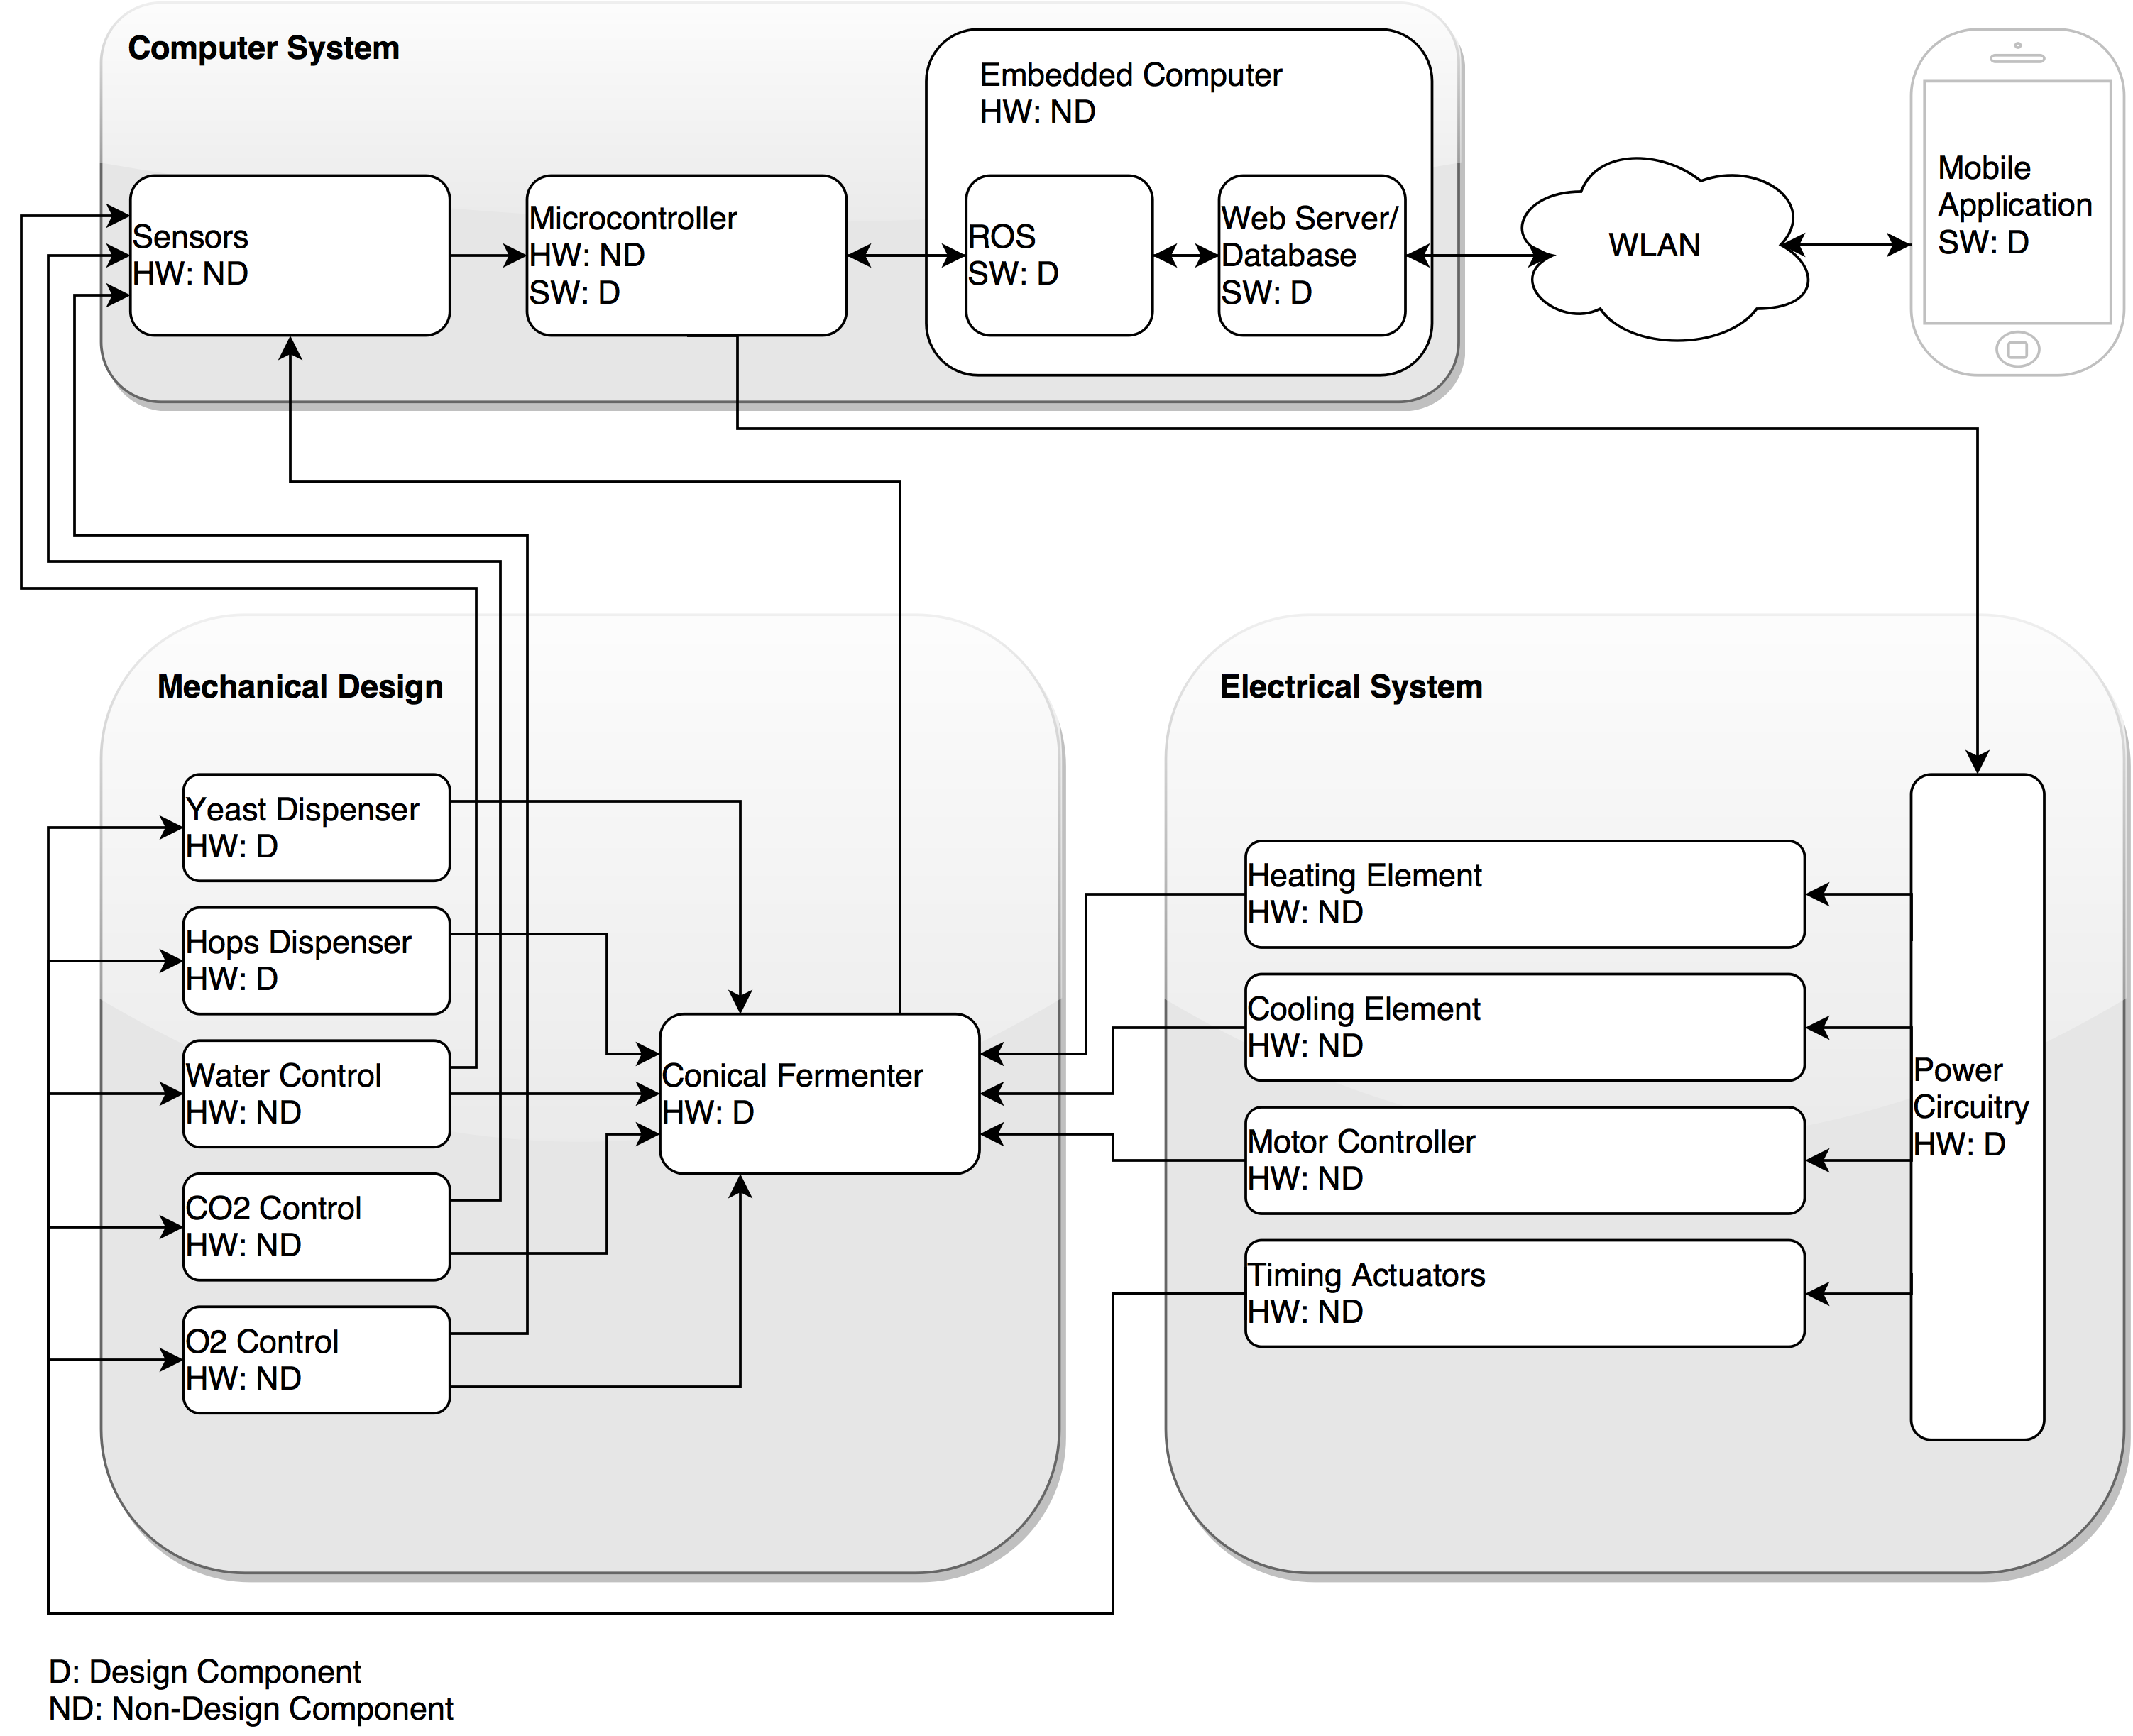 Computer System
Embedded Computer
HW: ND
Sensors
HW: ND
Microcontroller
HW: ND
SW: D
ROS
SW: D
Web Server/
Database
SW: D
WLAN
Mobile
Application
SW: D
Mechanical Design
Yeast Dispenser
HW: D
Hops Dispenser
HW: D
Water Control
HW: ND
CO2 Control
HW: ND
O2 Control
HW: ND
Conical Fermenter
HW: D
Electrical System
Heating Element
HW: ND
Cooling Element
HW: ND
Motor Controller
HW: ND
Timing Actuators
HW: ND
Power
Circuitry
HW: D
D: Design Component
ND: Non-Design Component